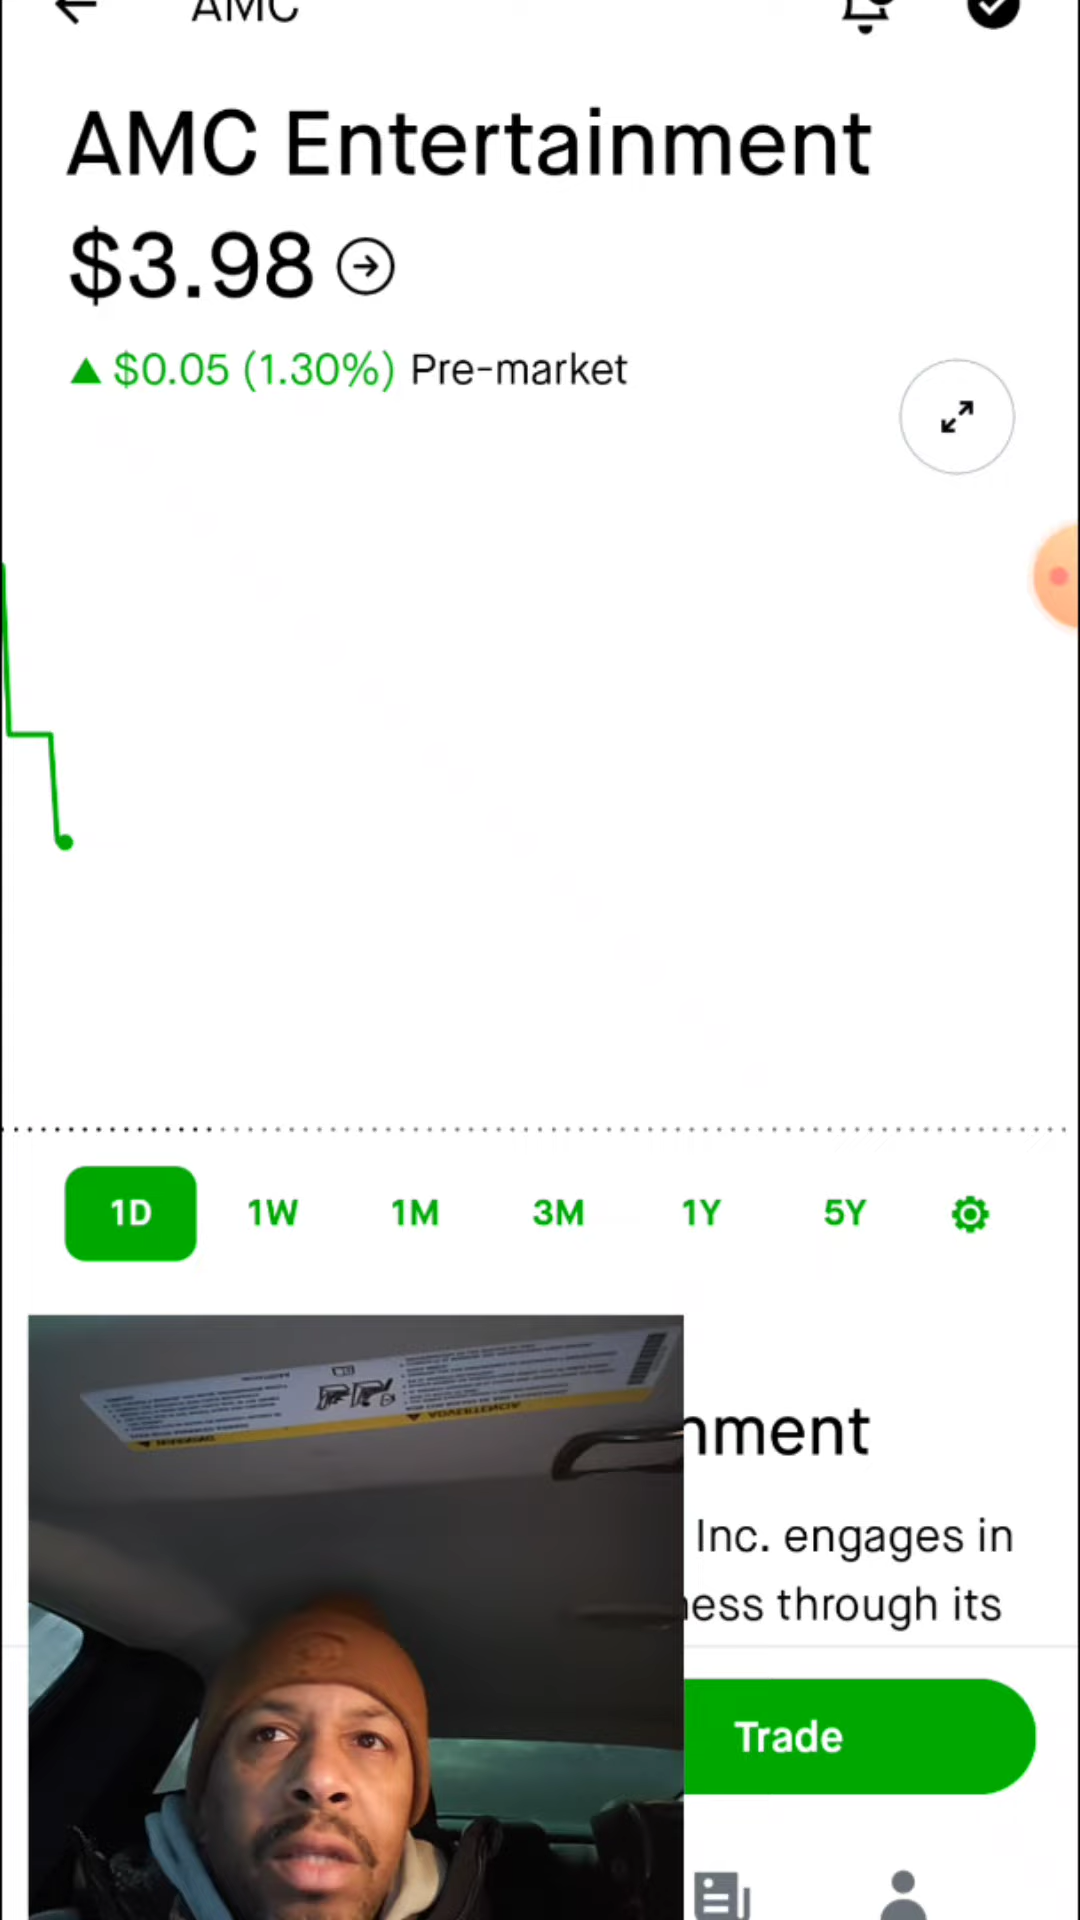 AMC
AMC Entertainment
$3.98
$0.05 (1.30%) Pre-market
1D 1W 1M 3M 1Y 5Y
nment
Inc. engages in
ness through its
Trade